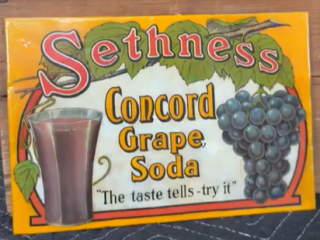 Sethness
Concord
Grape
Soda
"The taste tells-try it"